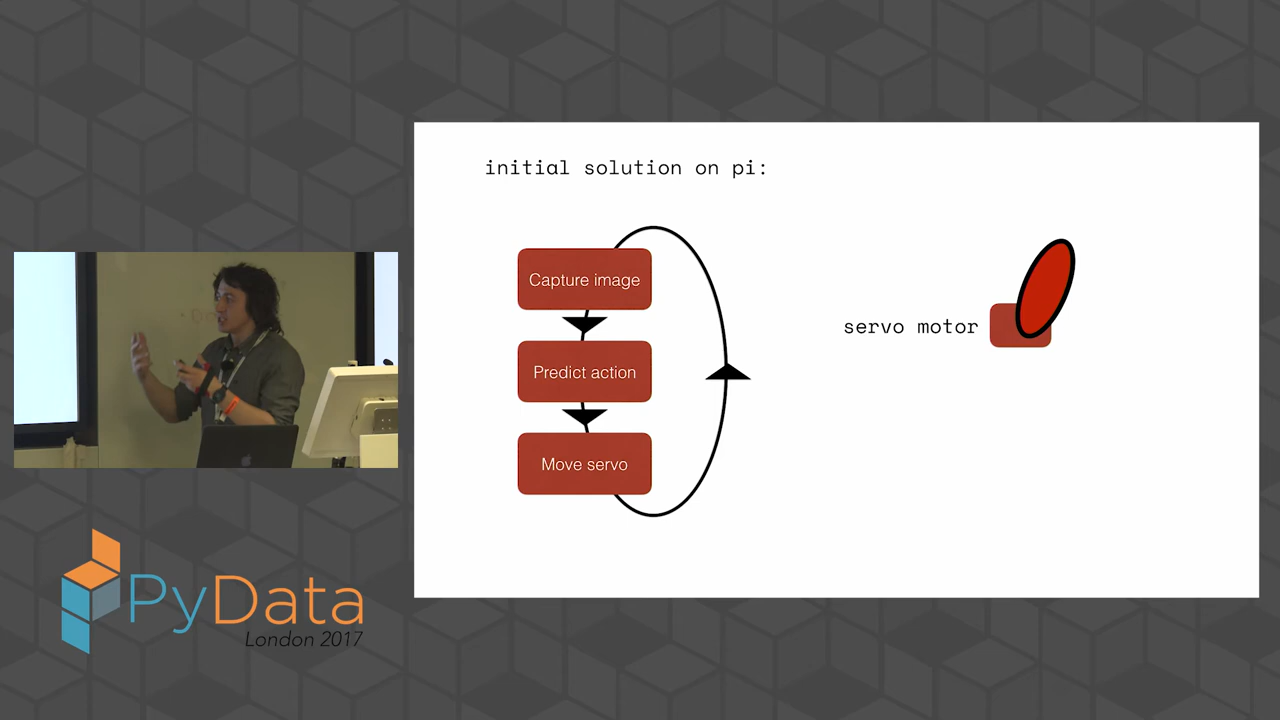 initial solution on pi:
Capture image
Predict action
Move servo
servo motor
PyData
London 2017